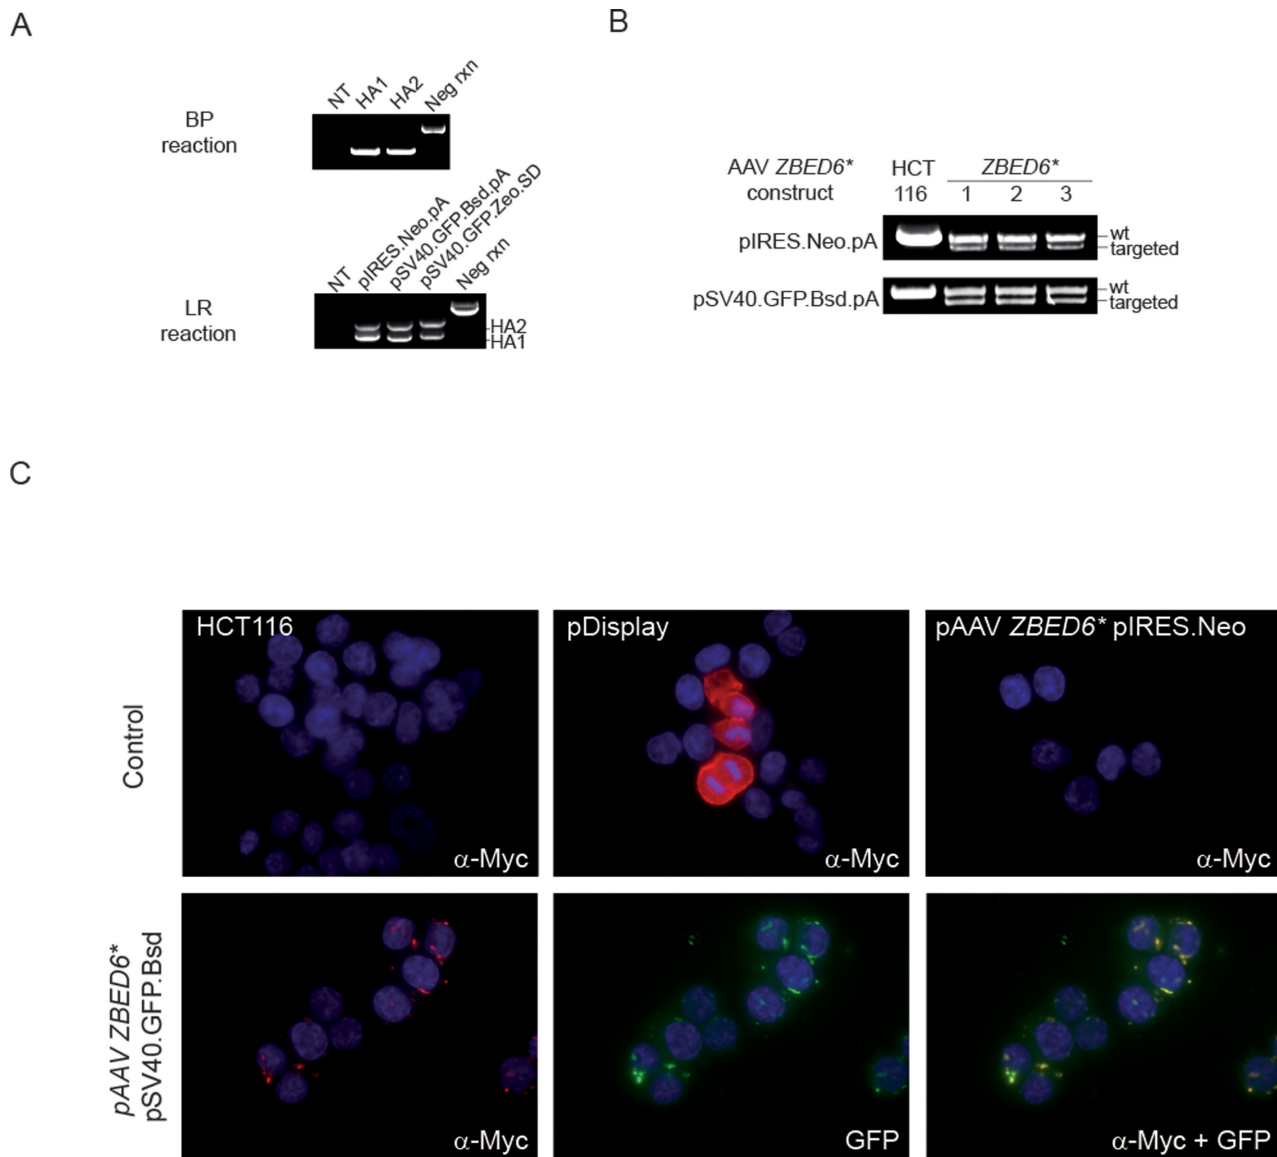 A
BP
reaction
NT HA1 HA2 Neg rxn
LR
reaction
NT pIRES.Neo.pA pSV40.GFP.Bsd.pA pSV40.GFP.Zeo.SD Neg rxn
HA2
HA1
B
AAV ZBED6* HCT ZBED6*
construct 116 1 2 3
pIRES.Neo.pA wt
targeted
pSV40.GFP.Bsd.pA wt
targeted
C
Control
HCT116 pDisplay pAAV ZBED6* pIRES.Neo
α-Myc α-Myc α-Myc
pAAV ZBED6*
pSV40.GFP.Bsd
α-Myc GFP α-Myc + GFP